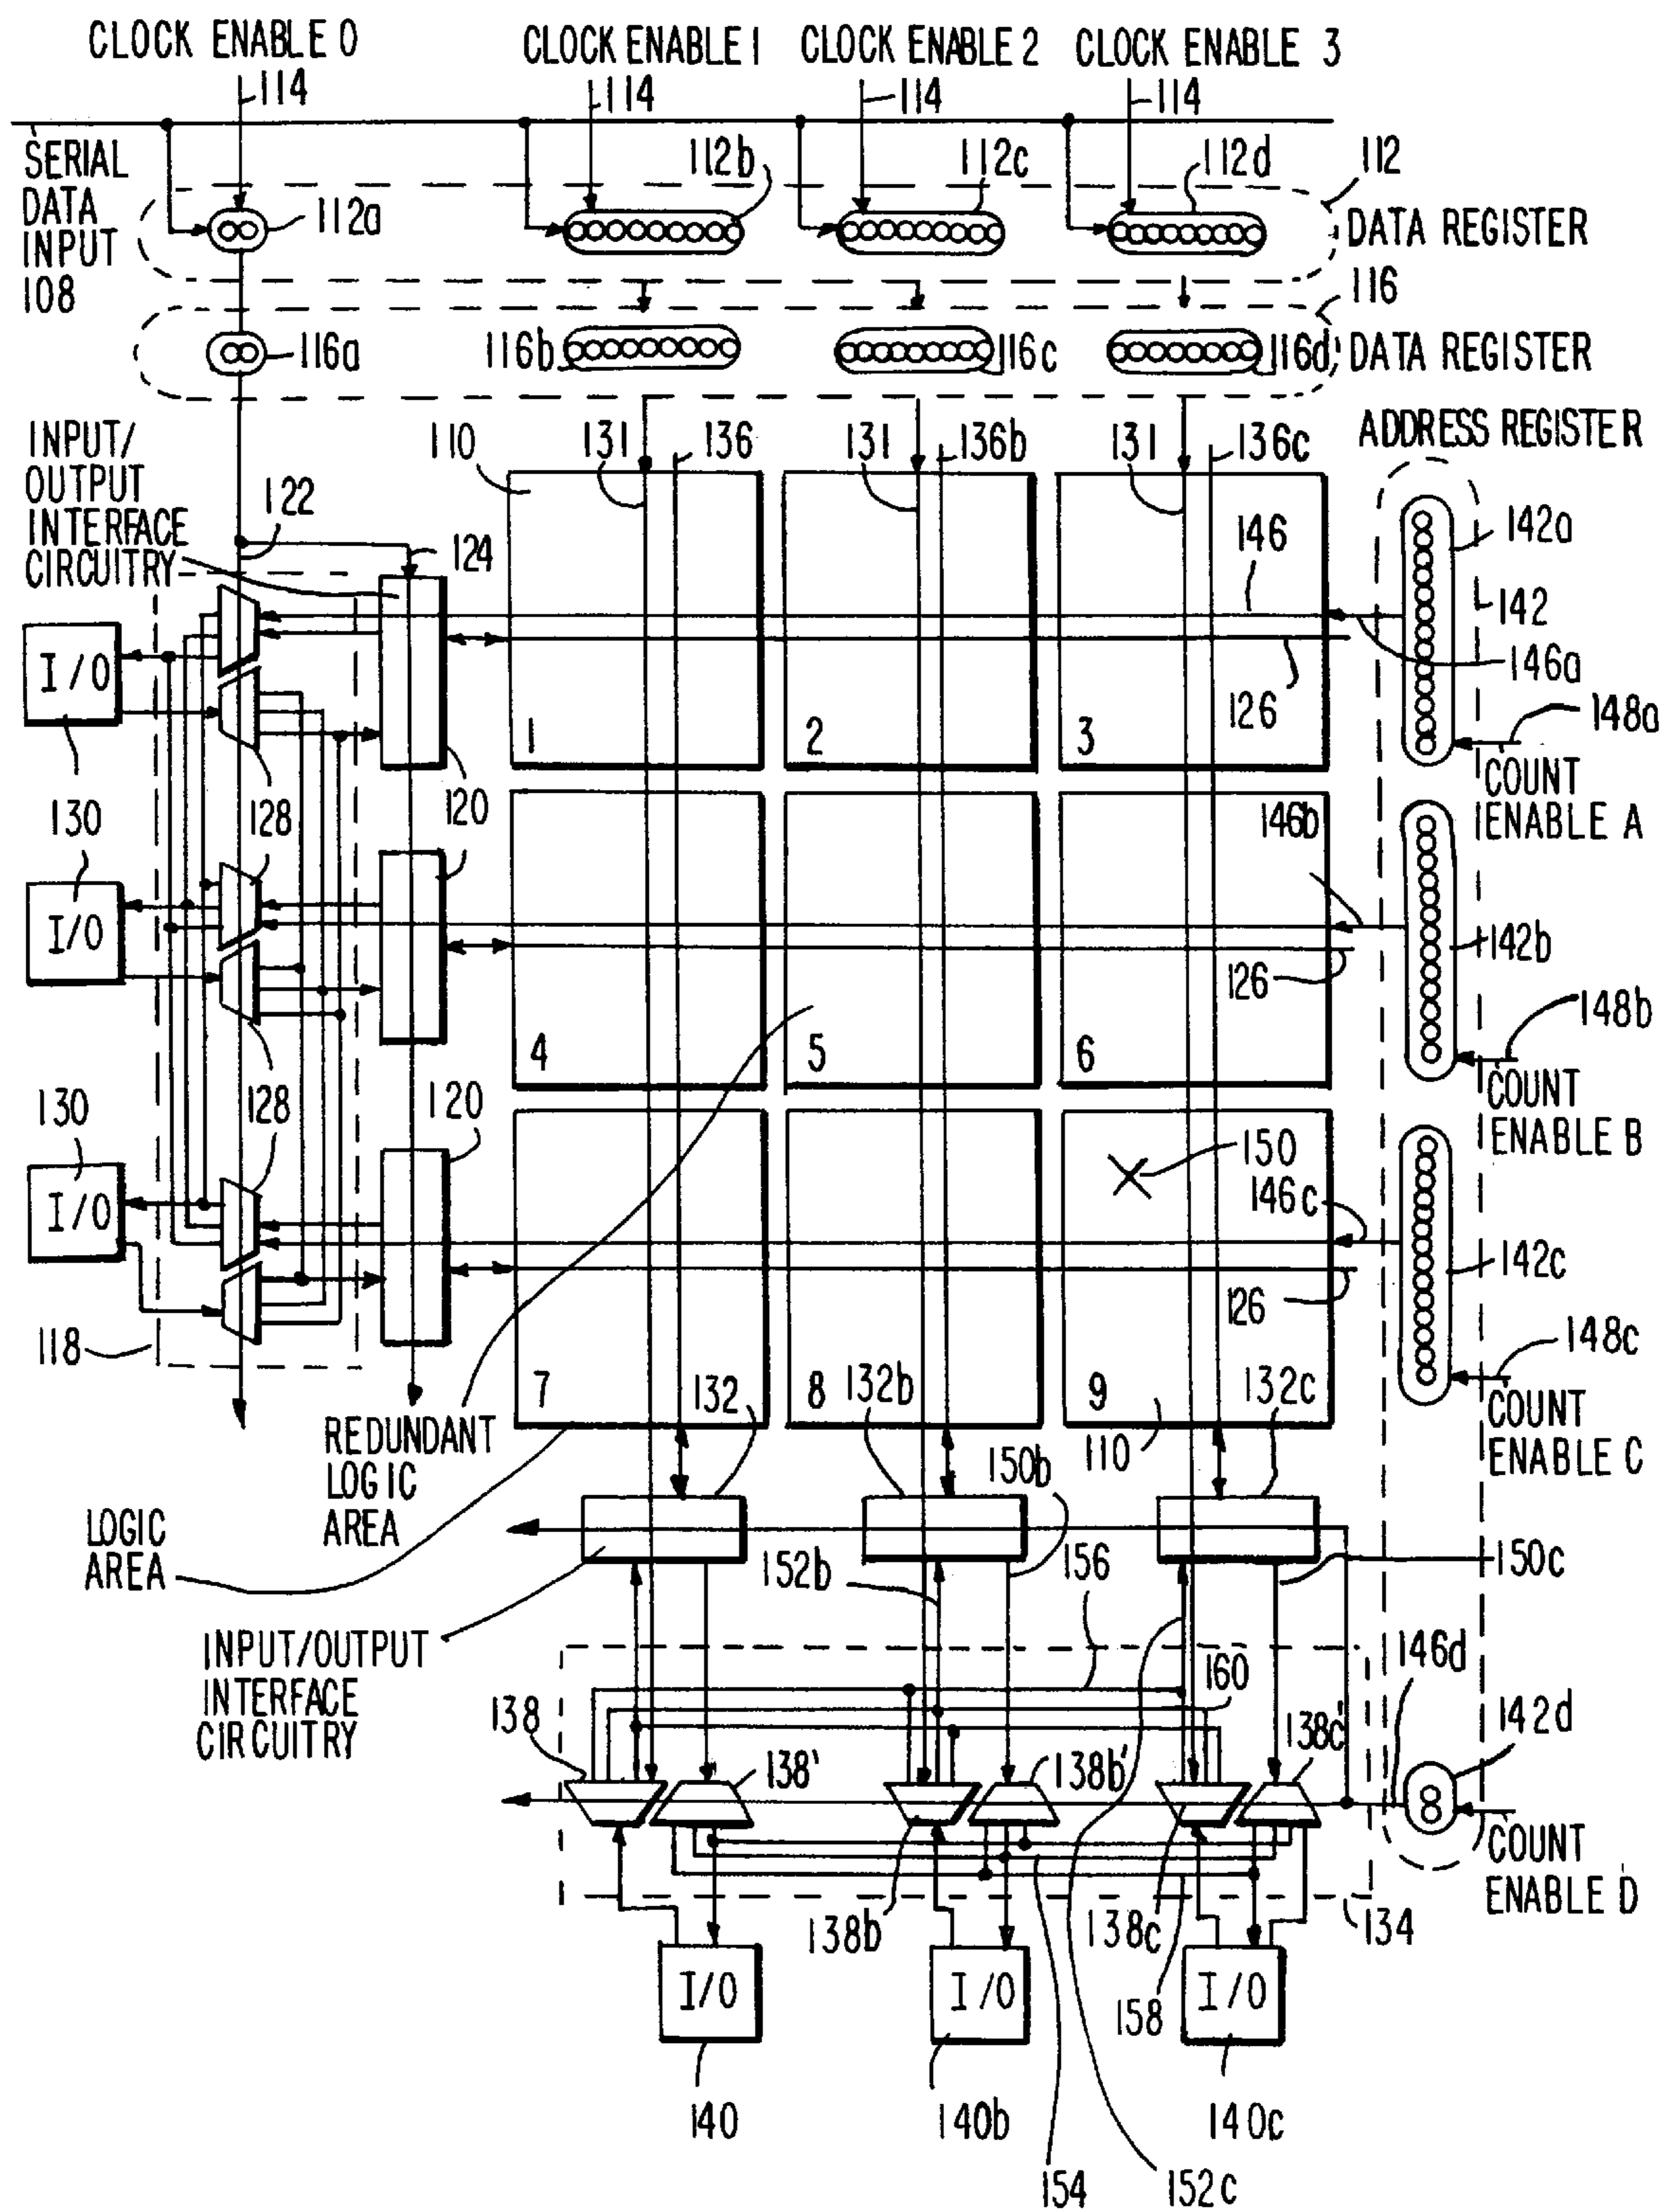 CLOCK ENABLE 0
CLOCK ENABLE 1
CLOCK ENABLE 2
CLOCK ENABLE 3
114
114
114
114
SERIAL
DATA
INPUT
108
112a
112b
112c
112d
112
DATA REGISTER
116
116a
116b
116c
116d
DATA REGISTER
INPUT/
OUTPUT
INTERFACE
CIRCUITRY
122
124
110
131
136
131
136b
131
136c
ADDRESS REGISTER
142a
142
146
146a
126
148a
COUNT
ENABLE A
I/O
130
128
120
1
2
3
I/O
130
128
120
4
5
6
146b
126
142b
148b
COUNT
ENABLE B
130
I/O
128
120
118
7
8
9
150
146c
126
142c
148c
COUNT
ENABLE C
110
REDUNDANT
LOGIC
AREA
LOGIC
AREA
132
132b
132c
150b
150c
152b
156
160
INPUT/OUTPUT
INTERFACE
CIRCUITRY
138
138'
138b'
138c'
146d
142d
COUNT
ENABLE D
138b
138c
134
I/O
I/O
I/O
158
140
140b
140c
154
152c